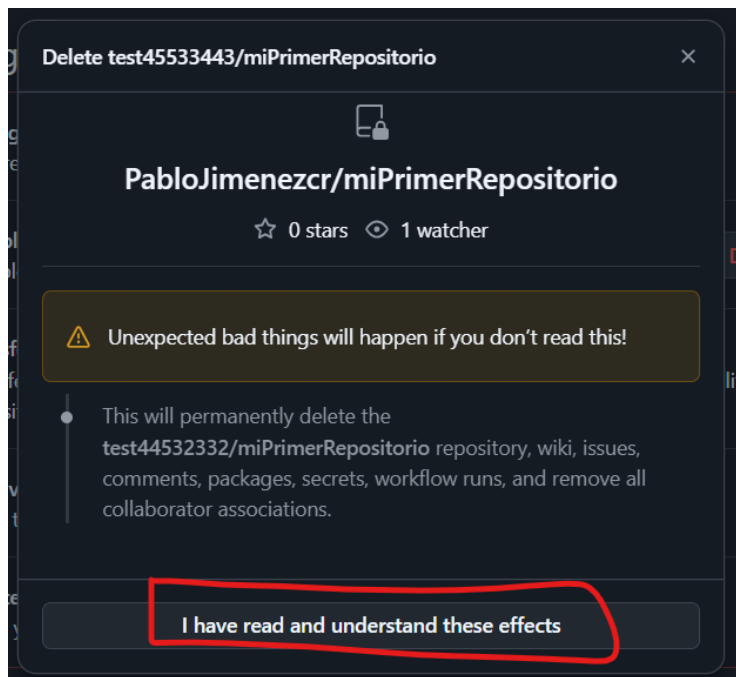 Delete test45533443/miPrimerRepositorio
PabloJimenezcr/miPrimerRepositorio
0 stars 1 watcher
Unexpected bad things will happen if you don’t read this!
This will permanently delete the
test44532332/miPrimerRepositorio repository, wiki, issues,
comments, packages, secrets, workflow runs, and remove all
collaborator associations.
I have read and understand these effects